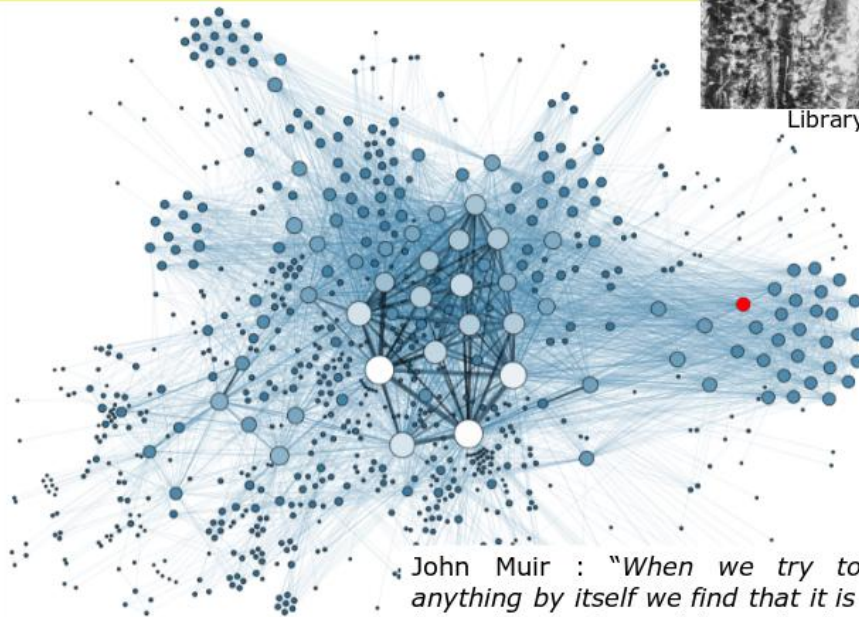 Library
John Muir : “When we try to
anything by itself we find that it is